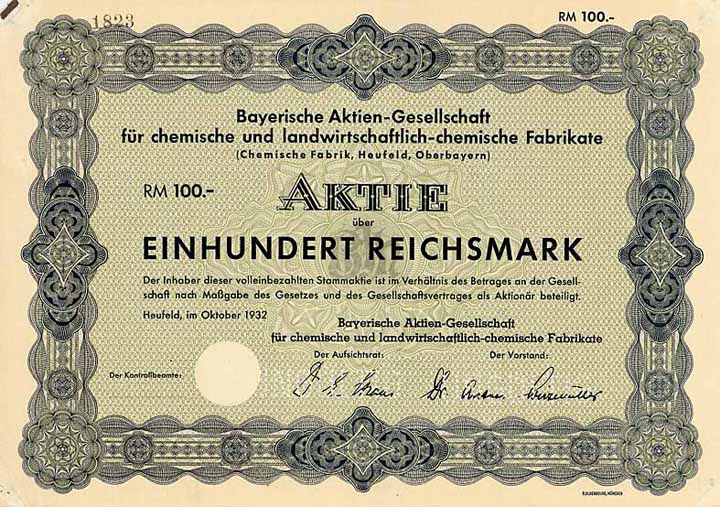 1823
RM 100.-
Bayerische Aktien-Gesellschaft
für chemische und landwirtschaftlich-chemische Fabrikate
(Chemische Fabrik, Heufeld, Oberbayern)
RM 100.-
AKTIE
über
EINHUNDERT REICHSMARK
Der Inhaber dieser volleinbezahlten Stammaktie ist im Verhältnis des Betrages an der Gesell-
schaft nach Maßgabe des Gesetzes und des Gesellschaftsvertrages als Aktionär beteiligt.
Heufeld, im Oktober 1932
Bayerische Aktien-Gesellschaft
für chemische und landwirtschaftlich-chemische Fabrikate
Der Aufsichtsrat:
Der Vorstand:
Der Kontrollbeamte:
Dr.
R. OLDENBOURG, MÜNCHEN